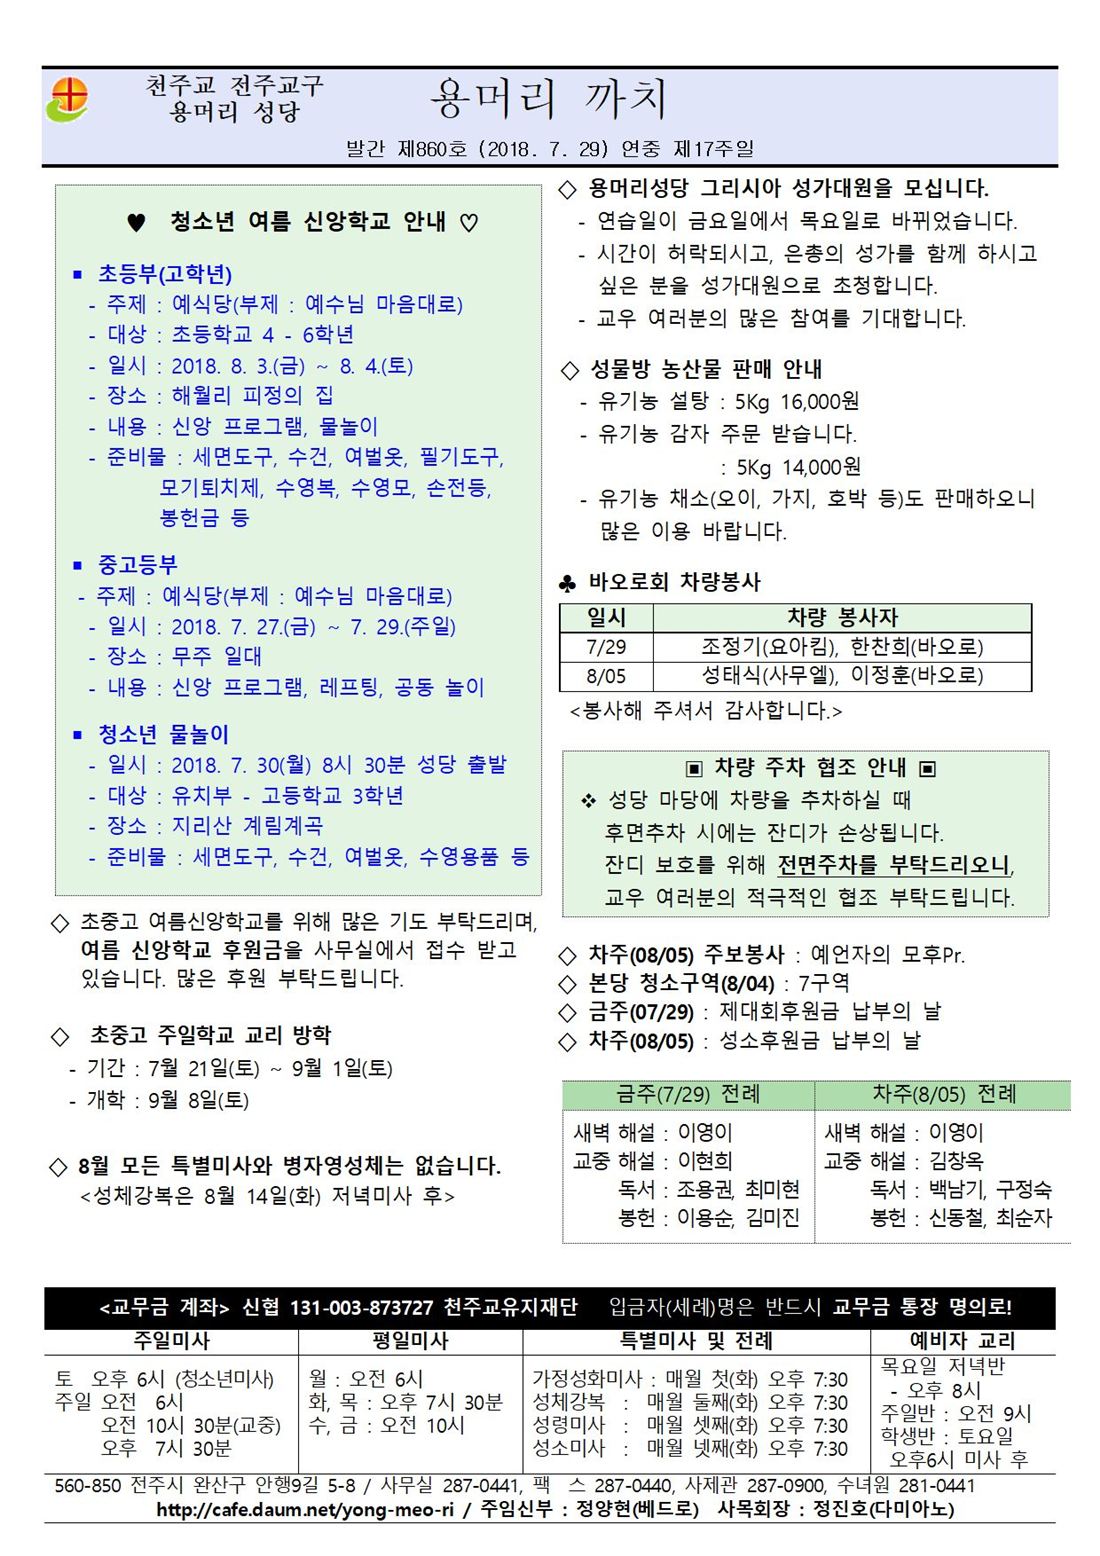 천주교 전주교구
용머리 성당
용머리 까치
발간 제860호 (2018. 7. 29) 연중 제17주일
♥ 청소년 여름 신앙학교 안내 ♡
■ 초등부(고학년)
- 주제 : 예식당(부제 : 예수님 마음대로)
- 대상 : 초등학교 4 - 6학년
- 일시 : 2018. 8. 3.(금) ~ 8. 4.(토)
- 장소 : 해월리 피정의 집
- 내용 : 신앙 프로그램, 물놀이
- 준비물 : 세면도구, 수건, 여벌옷, 필기도구,
모기퇴치제, 수영복, 수영모, 손전등,
봉헌금 등
■ 중고등부
- 주제 : 예식당(부제 : 예수님 마음대로)
- 일시 : 2018. 7. 27.(금) ~ 7. 29.(주일)
- 장소 : 무주 일대
- 내용 : 신앙 프로그램, 레프팅, 공동 놀이
■ 청소년 물놀이
- 일시 : 2018. 7. 30(월) 8시 30분 성당 출발
- 대상 : 유치부 - 고등학교 3학년
- 장소 : 지리산 계림계곡
- 준비물 : 세면도구, 수건, 여벌옷, 수영용품 등
◇ 초중고 여름신앙학교를 위해 많은 기도 부탁드리며,
여름 신앙학교 후원금을 사무실에서 접수 받고
있습니다. 많은 후원 부탁드립니다.
◇ 초중고 주일학교 교리 방학
- 기간 : 7월 21일(토) ~ 9월 1일(토)
- 개학 : 9월 8일(토)
◇ 8월 모든 특별미사와 병자영성체는 없습니다.
<성체강복은 8월 14일(화) 저녁미사 후>
◇ 용머리성당 그리시아 성가대원을 모십니다.
- 연습일이 금요일에서 목요일로 바뀌었습니다.
- 시간이 허락되시고, 은총의 성가를 함께 하시고
싶은 분을 성가대원으로 초청합니다.
- 교우 여러분의 많은 참여를 기대합니다.
◇ 성물방 농산물 판매 안내
- 유기농 설탕 : 5Kg 16,000원
- 유기농 감자 주문 받습니다.
: 5Kg 14,000원
- 유기농 채소(오이, 가지, 호박 등)도 판매하오니
많은 이용 바랍니다.
♣ 바오로회 차량봉사
일시 차량 봉사자
7/29 조정기(요아킴), 한찬희(바오로)
8/05 성태식(사무엘), 이정훈(바오로)
<봉사해 주셔서 감사합니다.>
▣ 차량 주차 협조 안내 ▣
❖ 성당 마당에 차량을 추차하실 때
후면추차 시에는 잔디가 손상됩니다.
잔디 보호를 위해 전면주차를 부탁드리오니,
교우 여러분의 적극적인 협조 부탁드립니다.
◇ 차주(08/05) 주보봉사 : 예언자의 모후Pr.
◇ 본당 청소구역(8/04) : 7구역
◇ 금주(07/29) : 제대회후원금 납부의 날
◇ 차주(08/05) : 성소후원금 납부의 날
금주(7/29) 전례 차주(8/05) 전례
새벽 해설 : 이영이 새벽 해설 : 이영이
교중 해설 : 이현희 교중 해설 : 김창옥
독서 : 조용권, 최미현 독서 : 백남기, 구정숙
봉헌 : 이용순, 김미진 봉헌 : 신동철, 최순자
<교무금 계좌> 신협 131-003-873727 천주교유지재단 입금자(세례)명은 반드시 교무금 통장 명의로!
주일미사 평일미사 특별미사 및 전례 예비자 교리
토 오후 6시 (청소년미사)
주일 오전 6시
오전 10시 30분(교중)
오후 7시 30분
월 : 오전 6시
화, 목 : 오후 7시 30분
수, 금 : 오전 10시
가정성화미사 : 매월 첫(화) 오후 7:30
성체강복 : 매월 둘째(화) 오후 7:30
성령미사 : 매월 셋째(화) 오후 7:30
성소미사 : 매월 넷째(화) 오후 7:30
목요일 저녁반
- 오후 8시
주일반 : 오전 9시
학생반 : 토요일
오후6시 미사 후
560-850 전주시 완산구 안행9길 5-8 / 사무실 287-0441, 팩 스 287-0440, 사제관 287-0900, 수녀원 281-0441
http://cafe.daum.net/yong-meo-ri / 주임신부 : 정양현(베드로) 사목회장 : 정진호(다미아노)